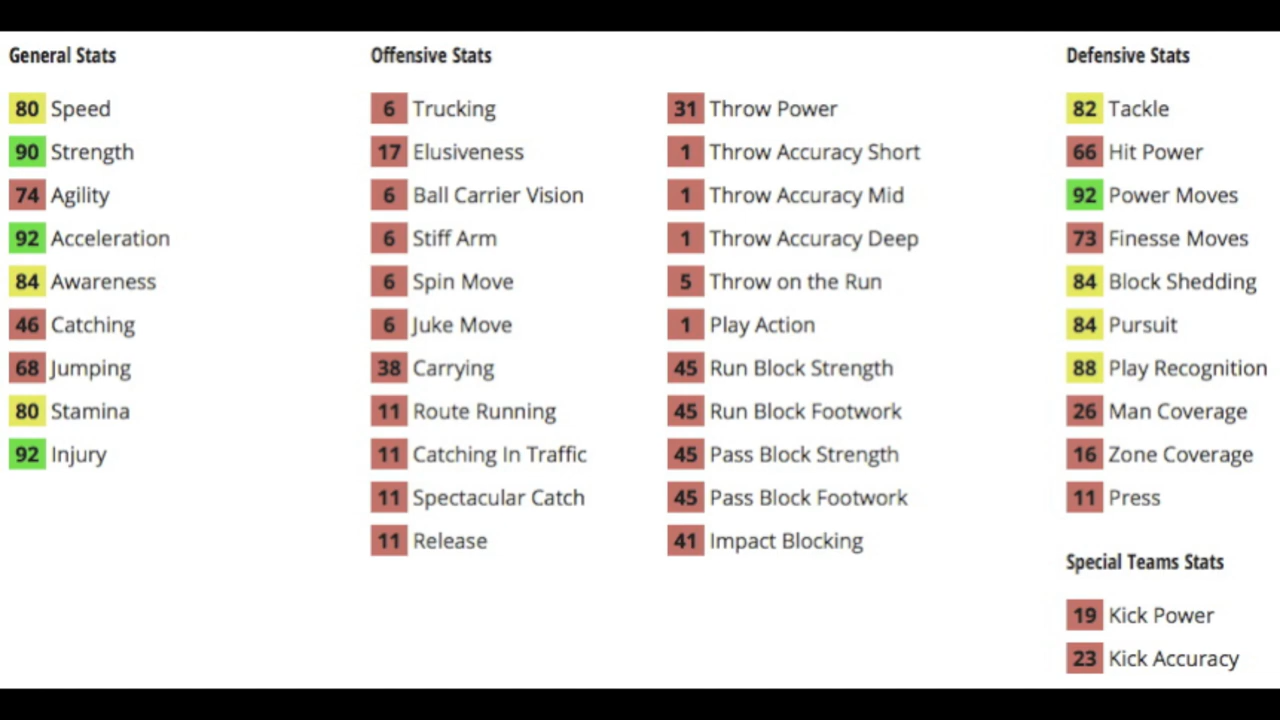 General Stats
80 Speed
90 Strength
74 Agility
92 Acceleration
84 Awareness
46 Catching
68 Jumping
80 Stamina
92 Injury
Offensive Stats
6 Trucking
17 Elusiveness
6 Ball Carrier Vision
6 Stiff Arm
6 Spin Move
6 Juke Move
38 Carrying
11 Route Running
11 Catching In Traffic
11 Spectacular Catch
11 Release
31 Throw Power
1 Throw Accuracy Short
1 Throw Accuracy Mid
1 Throw Accuracy Deep
5 Throw on the Run
1 Play Action
45 Run Block Strength
45 Run Block Footwork
45 Pass Block Strength
45 Pass Block Footwork
41 Impact Blocking
Defensive Stats
82 Tackle
66 Hit Power
92 Power Moves
73 Finesse Moves
84 Block Shedding
84 Pursuit
88 Play Recognition
26 Man Coverage
16 Zone Coverage
11 Press
Special Teams Stats
19 Kick Power
23 Kick Accuracy